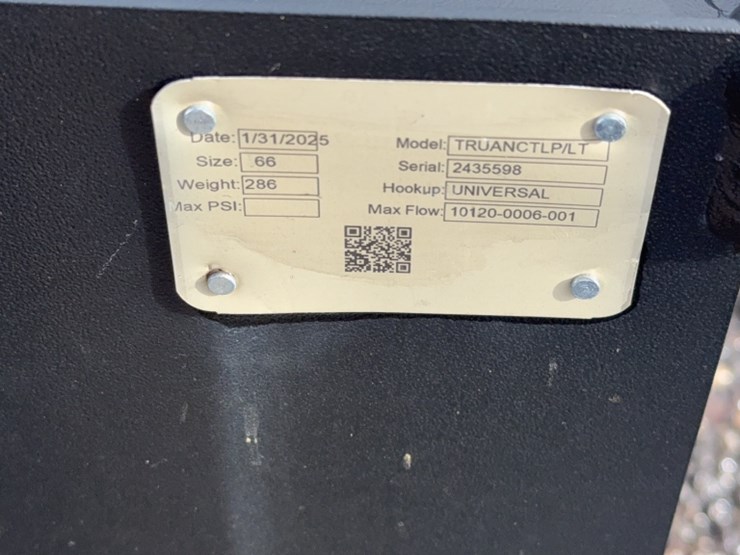 Date: 1/31/2025
Size: 66
Weight: 286
Max PSI:
Model: TRUANCTLP/LT
Serial: 2435598
Hookup: UNIVERSAL
Max Flow: 10120-0006-001